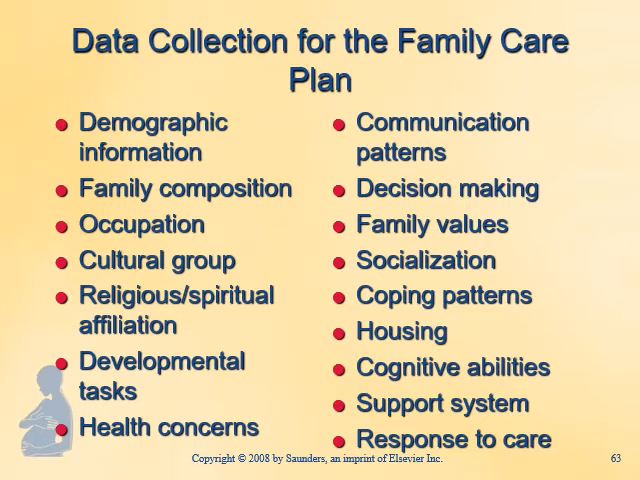 Data Collection for the Family Care
Plan
Demographic
information
Family composition
Occupation
Cultural group
Religious/spiritual
affiliation
Developmental
tasks
Health concerns
Communication
patterns
Decision making
Family values
Socialization
Coping patterns
Housing
Cognitive abilities
Support system
Response to care
Copyright © 2008 by Saunders, an imprint of Elsevier Inc.
63